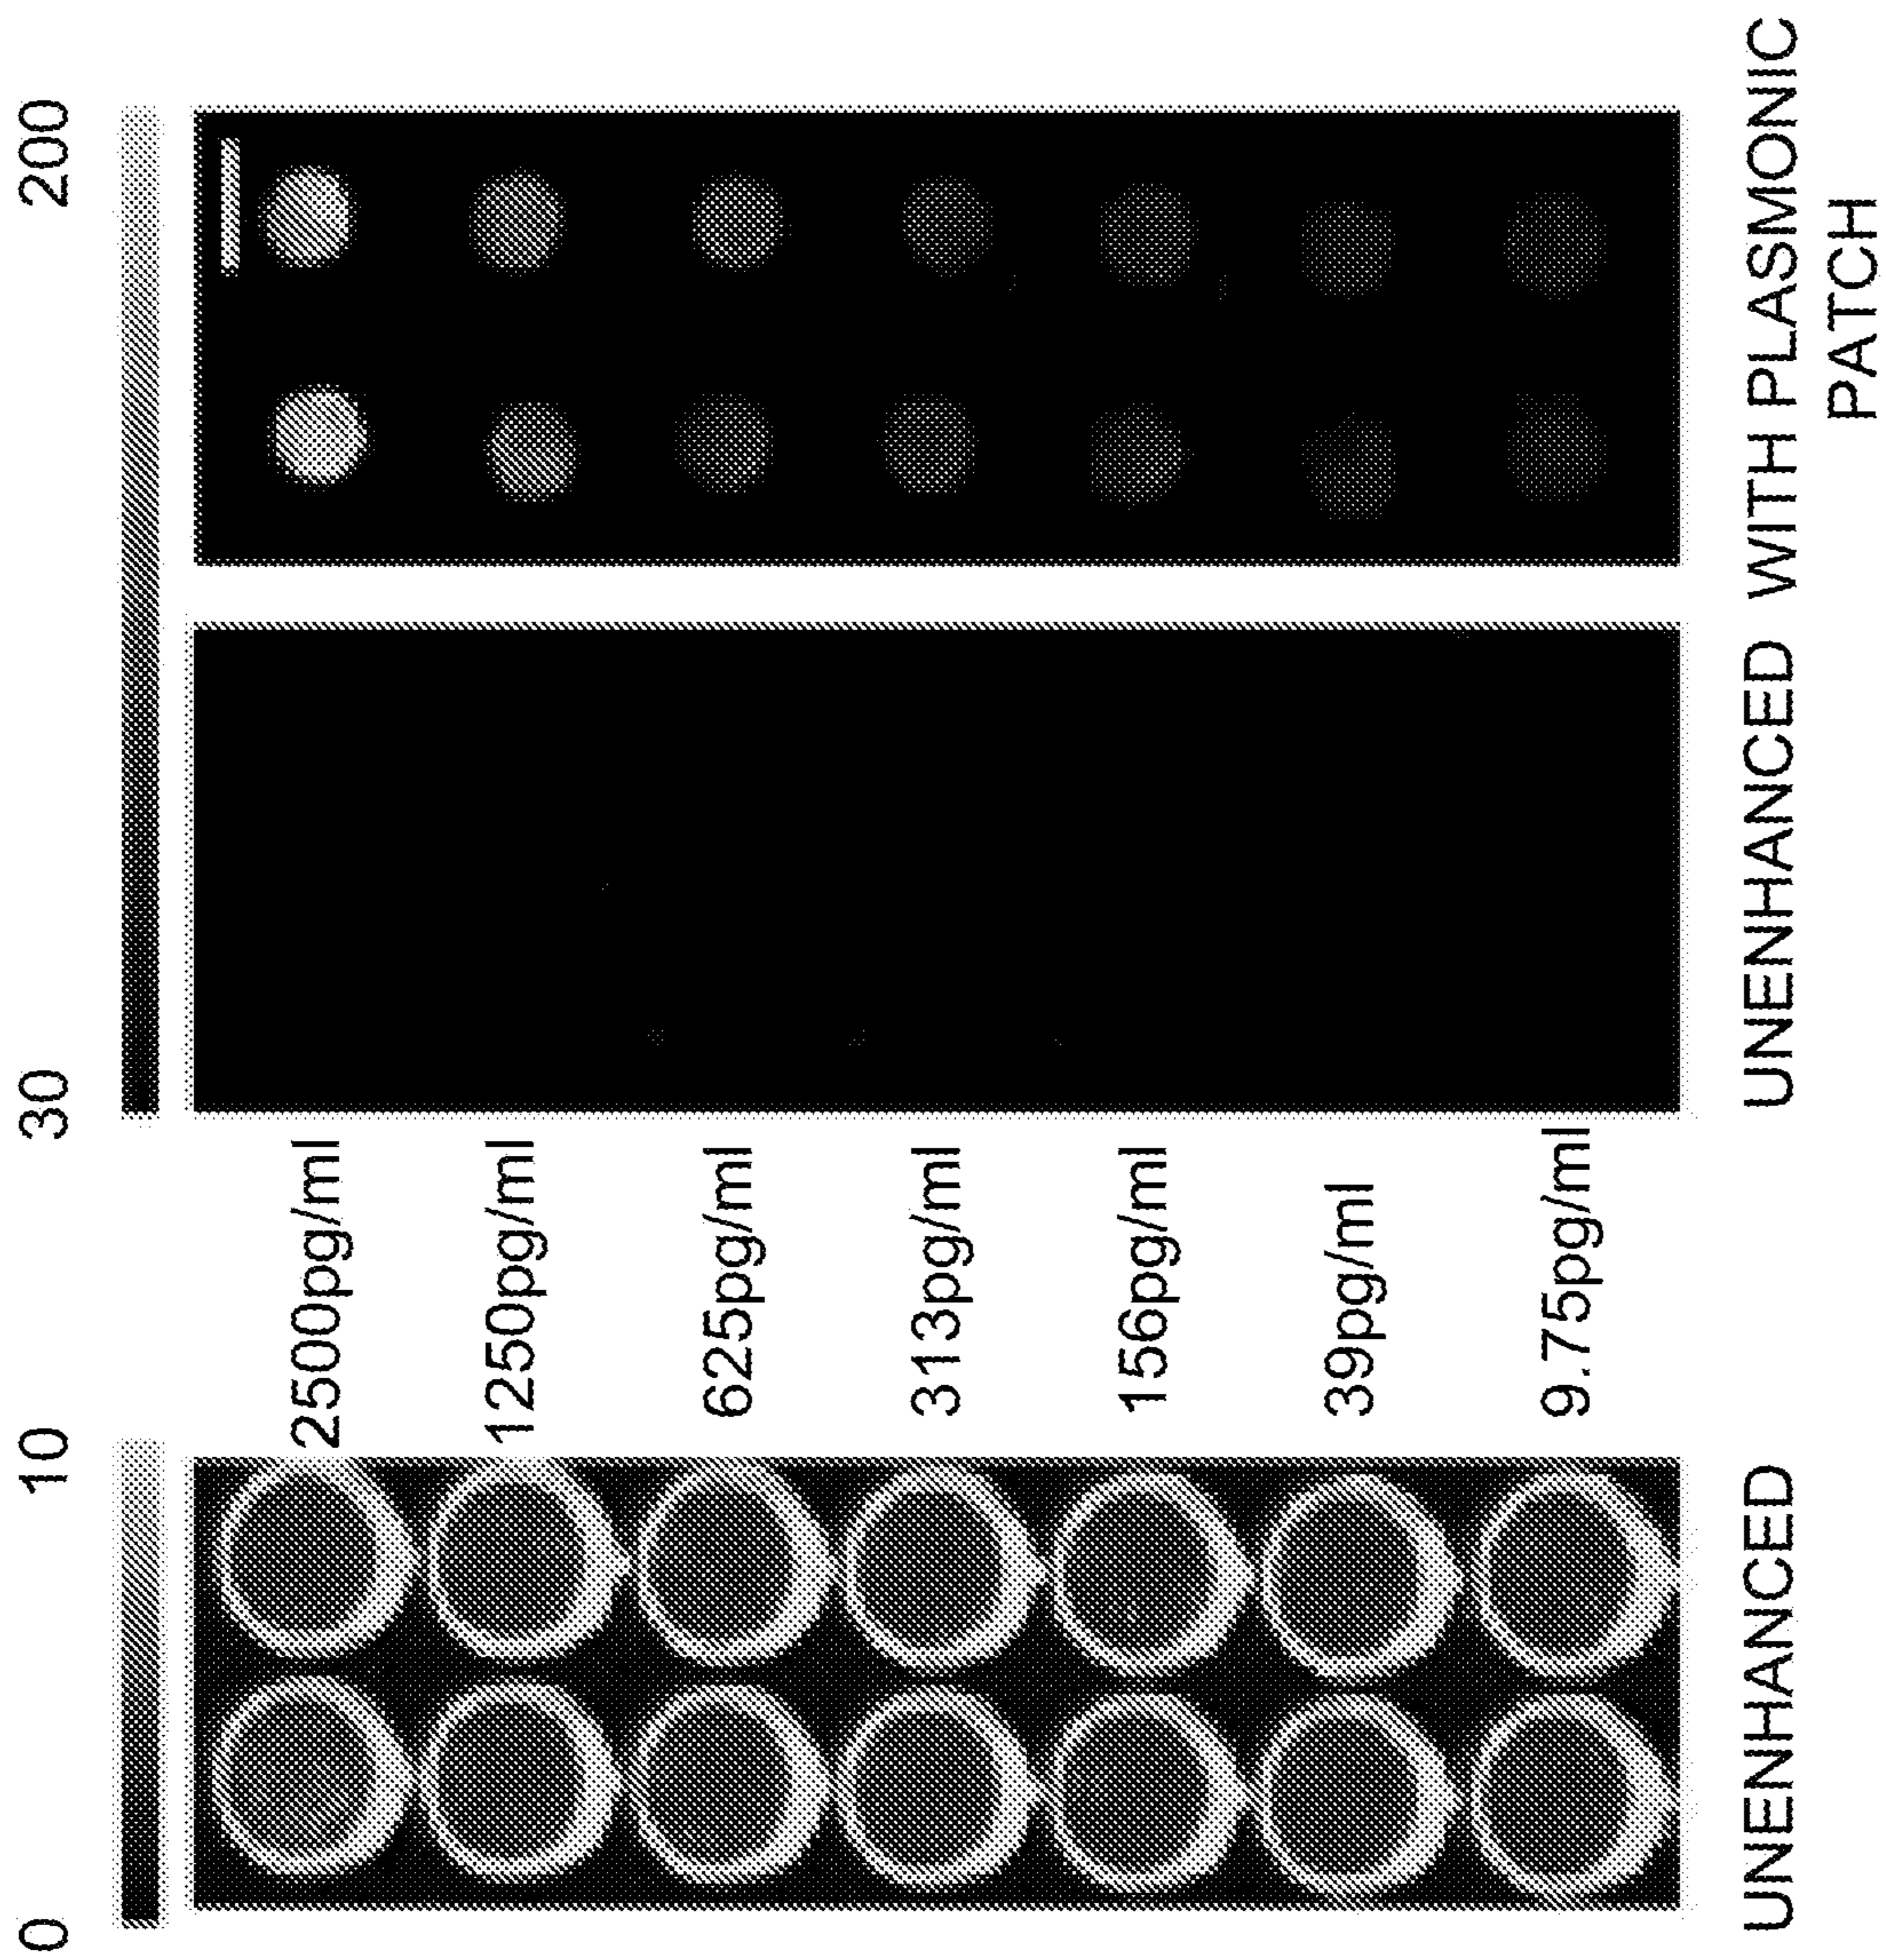 0
10
30
200
2500pg/ml
1250pg/ml
625pg/ml
313pg/ml
156pg/ml
39pg/ml
9.75pg/ml
UNENHANCED
UNENHANCED
WITH PLASMONIC
PATCH